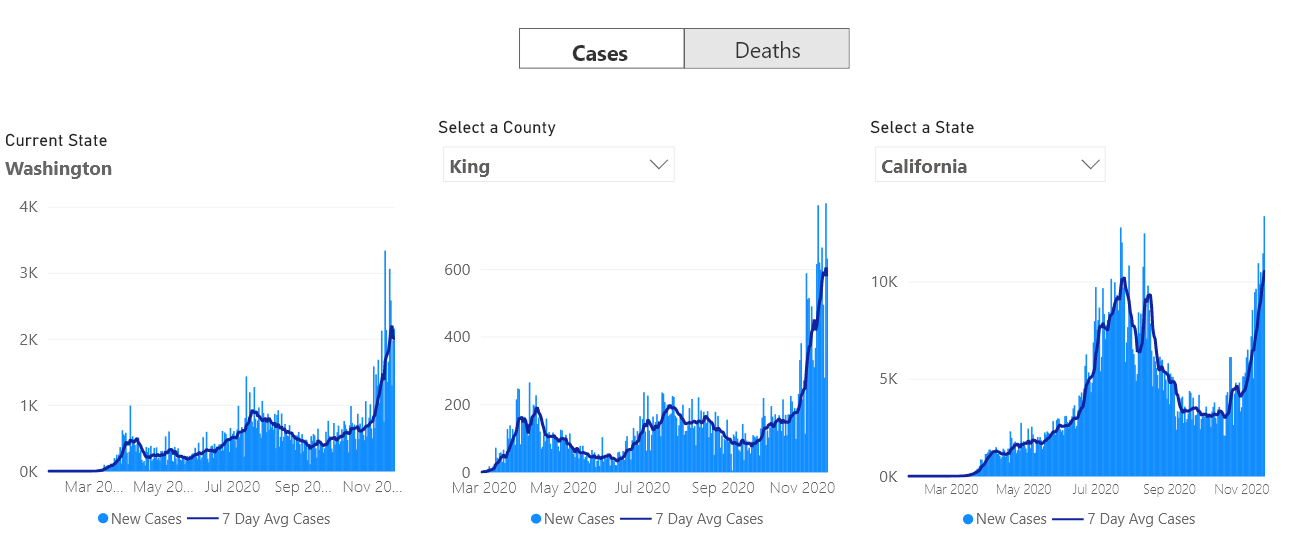 Cases Deaths
Current State
Washington
Select a County
King
Select a State
California
4K
3K
2K
1K
0K
Mar 20... May 20... Jul 2020 Sep 20... Nov 20...
New Cases 7 Day Avg Cases
600
400
200
0
Mar 2020 May 2020 Jul 2020 Sep 2020 Nov 2020
New Cases 7 Day Avg Cases
10K
5K
0K
Mar 2020 May 2020 Jul 2020 Sep 2020 Nov 2020
New Cases 7 Day Avg Cases